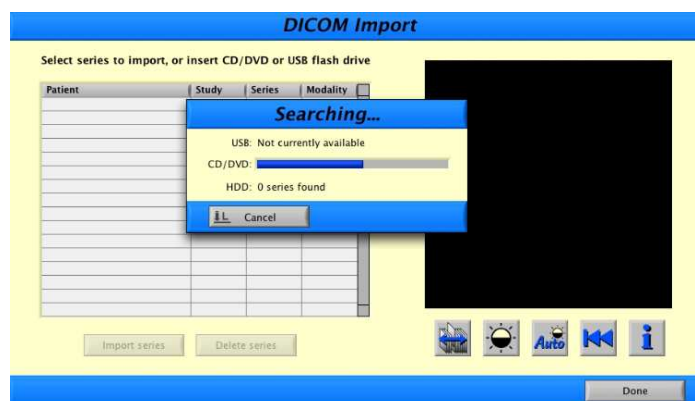 DICOM Import
Select series to import, or insert CD/DVD or USB flash drive
Patient Study Series Modality
Searching...
USB: Not currently available
CD/DVD:
HDD: 0 series found
Cancel
Import series Delete series
Auto
Done